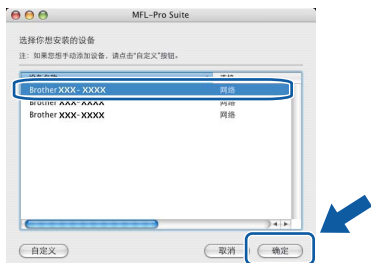 MFL-Pro Suite
选择你想安装的设备
注: 如果您想手动添加设备，请点击“自定义”按钮。
Brother XXX- XXXX 网络
Brother XXX- XXXX 网络
Brother XXX- XXXX 网络
自定义 取消 确定